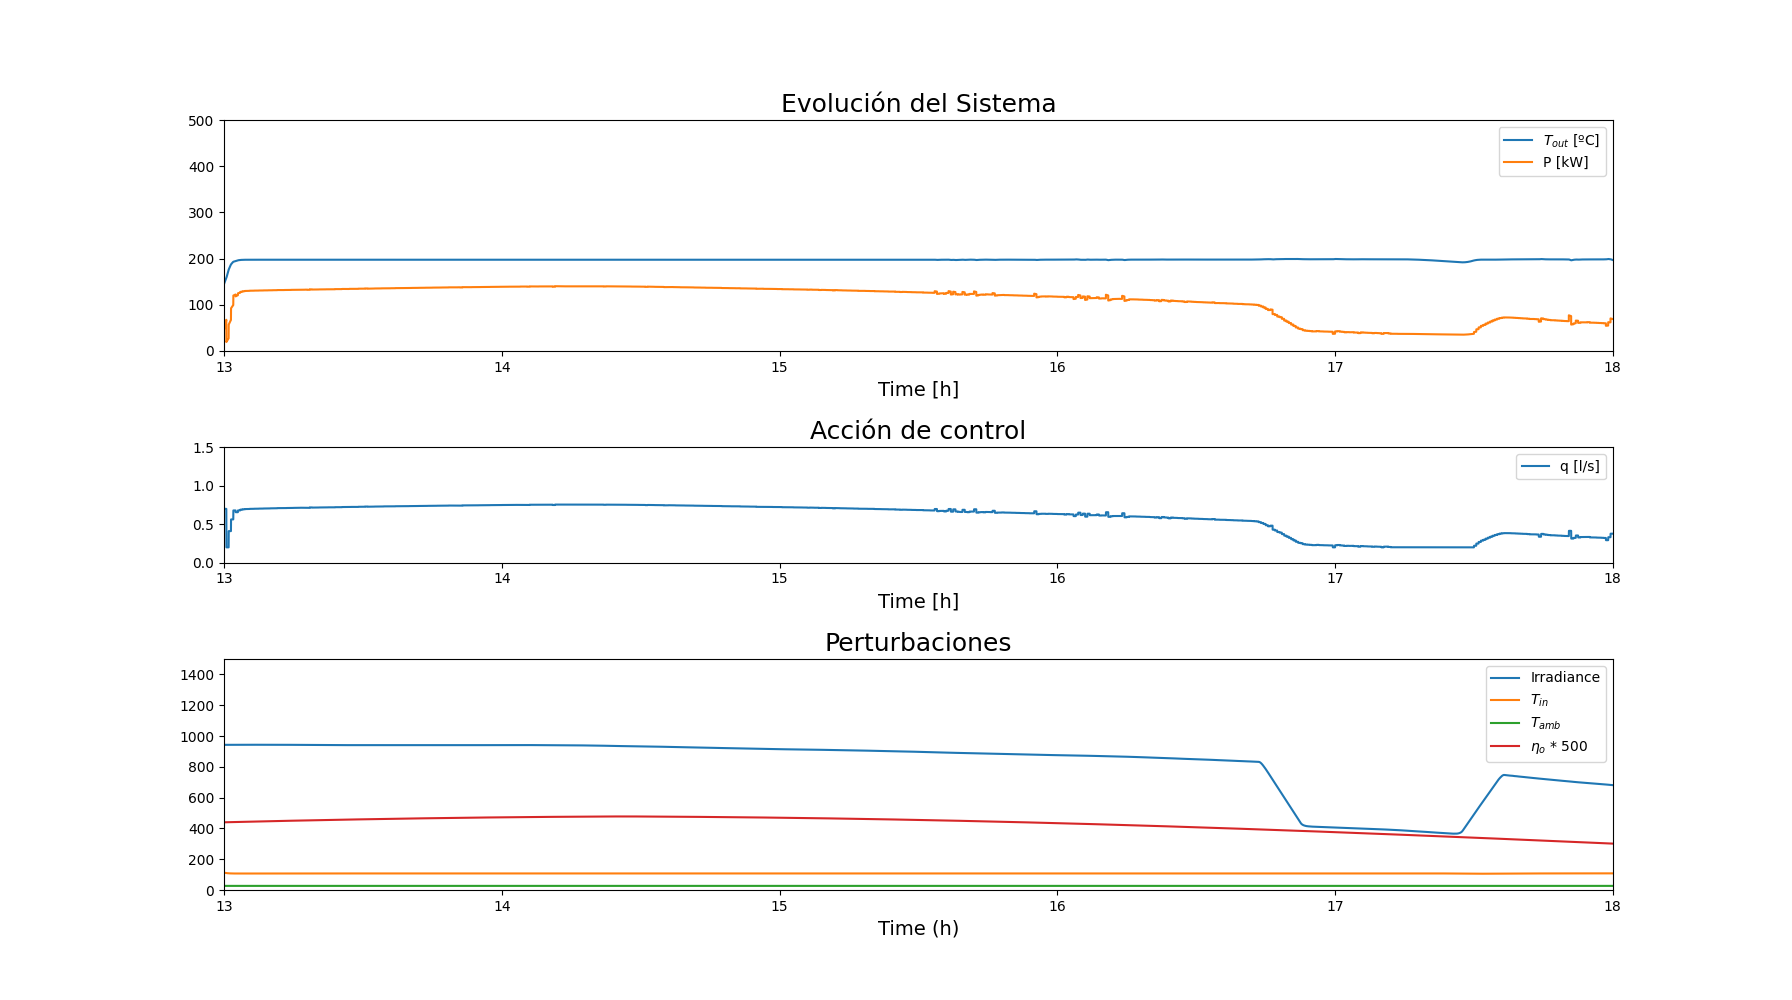 Evolución del Sistema
500
400
300
200
100
0
T_out [ºC]
P [kW]
13 14 15 16 17 18
Time [h]
Acción de control
1.5
1.0
0.5
0.0
q [l/s]
13 14 15 16 17 18
Time [h]
Perturbaciones
1400
1200
1000
800
600
400
200
0
Irradiance
T_in
T_amb
η_o * 500
13 14 15 16 17 18
Time (h)